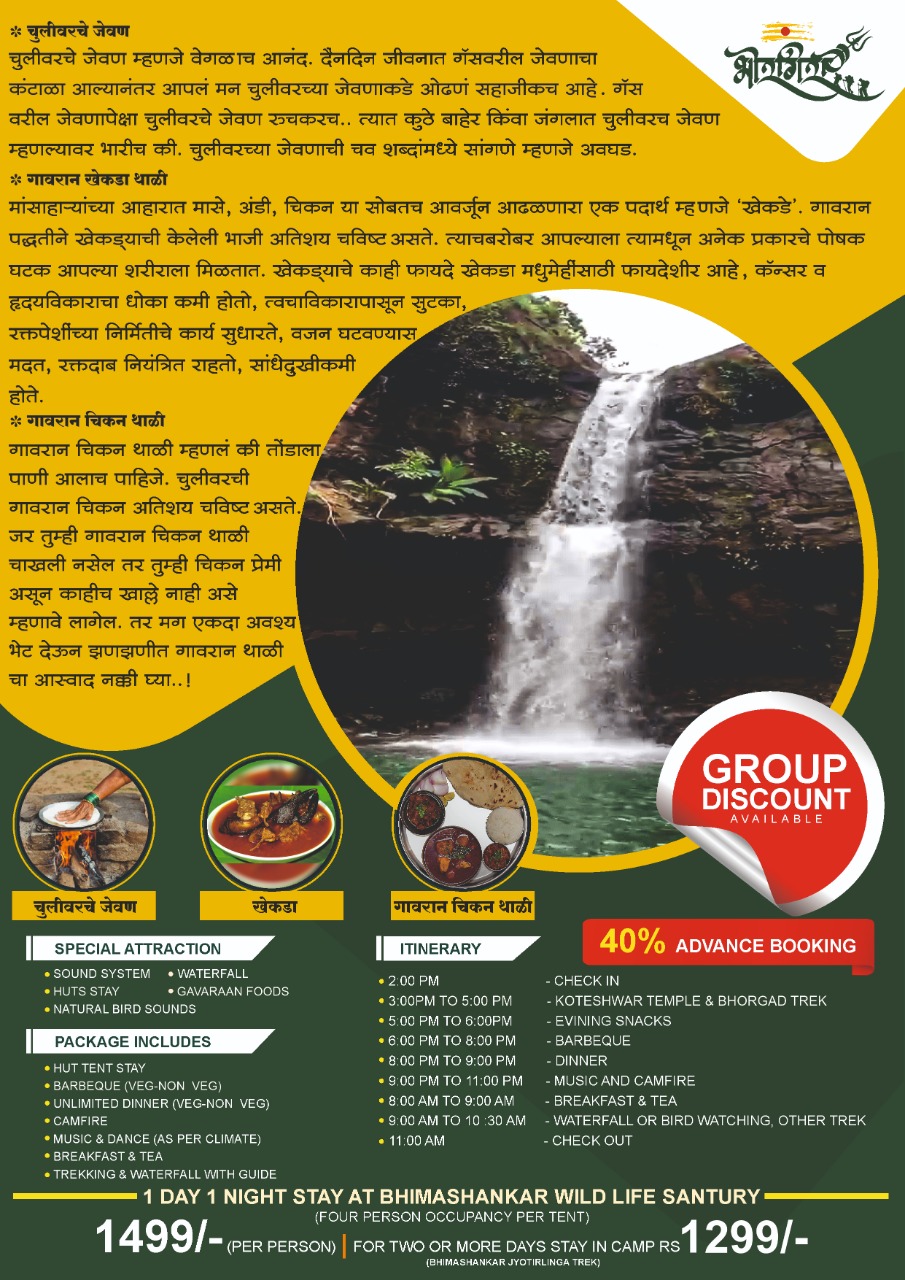 * चुलीवरचे जेवण
चुलीवरचे जेवण म्हणजे वेगळाच आनंद. दैंनदिन जीवनात गॅसवरील जेवणाचा
कंटाळा आल्यानंतर आपलं मन चुलीवरच्या जेवणाकडे ओढणं सहाजीकच आहे. गॅस
वरील जेवणापेक्षा चुलीवरचे जेवण रुचकरच.. त्यात कुठे बाहेर किंवा जंगलात चुलीवरच जेवण
म्हणल्यावर भारीच की. चुलीवरच्या जेवणाची चव शब्दांमध्ये सांगणे म्हणजे अवघड.
* गावरान खेकडा थाळी
मांसाहाऱ्यांच्या आहारात मासे, अंडी, चिकन या सोबतच आवर्जून आढळणारा एक पदार्थ म्हणजे 'खेकडे'. गावरान
पद्धतीने खेकड्याची केलेली भाजी अतिशय चविष्ट असते. त्याचबरोबर आपल्याला त्यामधून अनेक प्रकारचे पोषक
घटक आपल्या शरीराला मिळतात. खेकड्याचे काही फायदे खेकडा मधुमेहींसाठी फायदेशीर आहे, कॅन्सर व
हृदयविकाराचा धोका कमी होतो, त्वचाविकारापासून सुटका,
रक्तपेशींच्या निर्मितीचे कार्य सुधारते, वजन घटवण्यास
मदत, रक्तदाब नियंत्रित राहतो, सांधेदुखीकमी
होते.
* गावरान चिकन थाळी
गावरान चिकन थाळी म्हणलं की तोंडाला
पाणी आलाच पाहिजे. चुलीवरची
गावरान चिकन अतिशय चविष्ट असते.
जर तुम्ही गावरान चिकन थाळी
चाखली नसेल तर तुम्ही चिकन प्रेमी
असून काहीच खाल्ले नाही असे
म्हणावे लागेल. तर मग एकदा अवश्य
भेट देऊन झणझणीत गावरान थाळी
चा आस्वाद नक्की घ्या..!
GROUP
DISCOUNT
AVAILABLE
चुलीवरचे जेवण
खेकडा
गावरान चिकन थाळी
40% ADVANCE BOOKING
SPECIAL ATTRACTION
• SOUND SYSTEM • WATERFALL
• HUTS STAY • GAVARAAN FOODS
• NATURAL BIRD SOUNDS
PACKAGE INCLUDES
• HUT TENT STAY
• BARBEQUE (VEG-NON VEG)
• UNLIMITED DINNER (VEG-NON VEG)
• CAMFIRE
• MUSIC & DANCE (AS PER CLIMATE)
• BREAKFAST & TEA
• TREKKING & WATERFALL WITH GUIDE
ITINERARY
• 2:00 PM - CHECK IN
• 3:00PM TO 5:00 PM - KOTESHWAR TEMPLE & BHORGAD TREK
• 5:00 PM TO 6:00PM - EVINING SNACKS
• 6:00 PM TO 8:00 PM - BARBEQUE
• 8:00 PM TO 9:00 PM - DINNER
• 9:00 PM TO 11:00 PM - MUSIC AND CAMFIRE
• 8:00 AM TO 9:00 AM - BREAKFAST & TEA
• 9:00 AM TO 10 :30 AM - WATERFALL OR BIRD WATCHING, OTHER TREK
• 11:00 AM - CHECK OUT
1 DAY 1 NIGHT STAY AT BHIMASHANKAR WILD LIFE SANTURY
(FOUR PERSON OCCUPANCY PER TENT)
1499/- (PER PERSON) | FOR TWO OR MORE DAYS STAY IN CAMP RS 1299/-
(BHIMASHANKAR JYOTIRLINGA TREK)